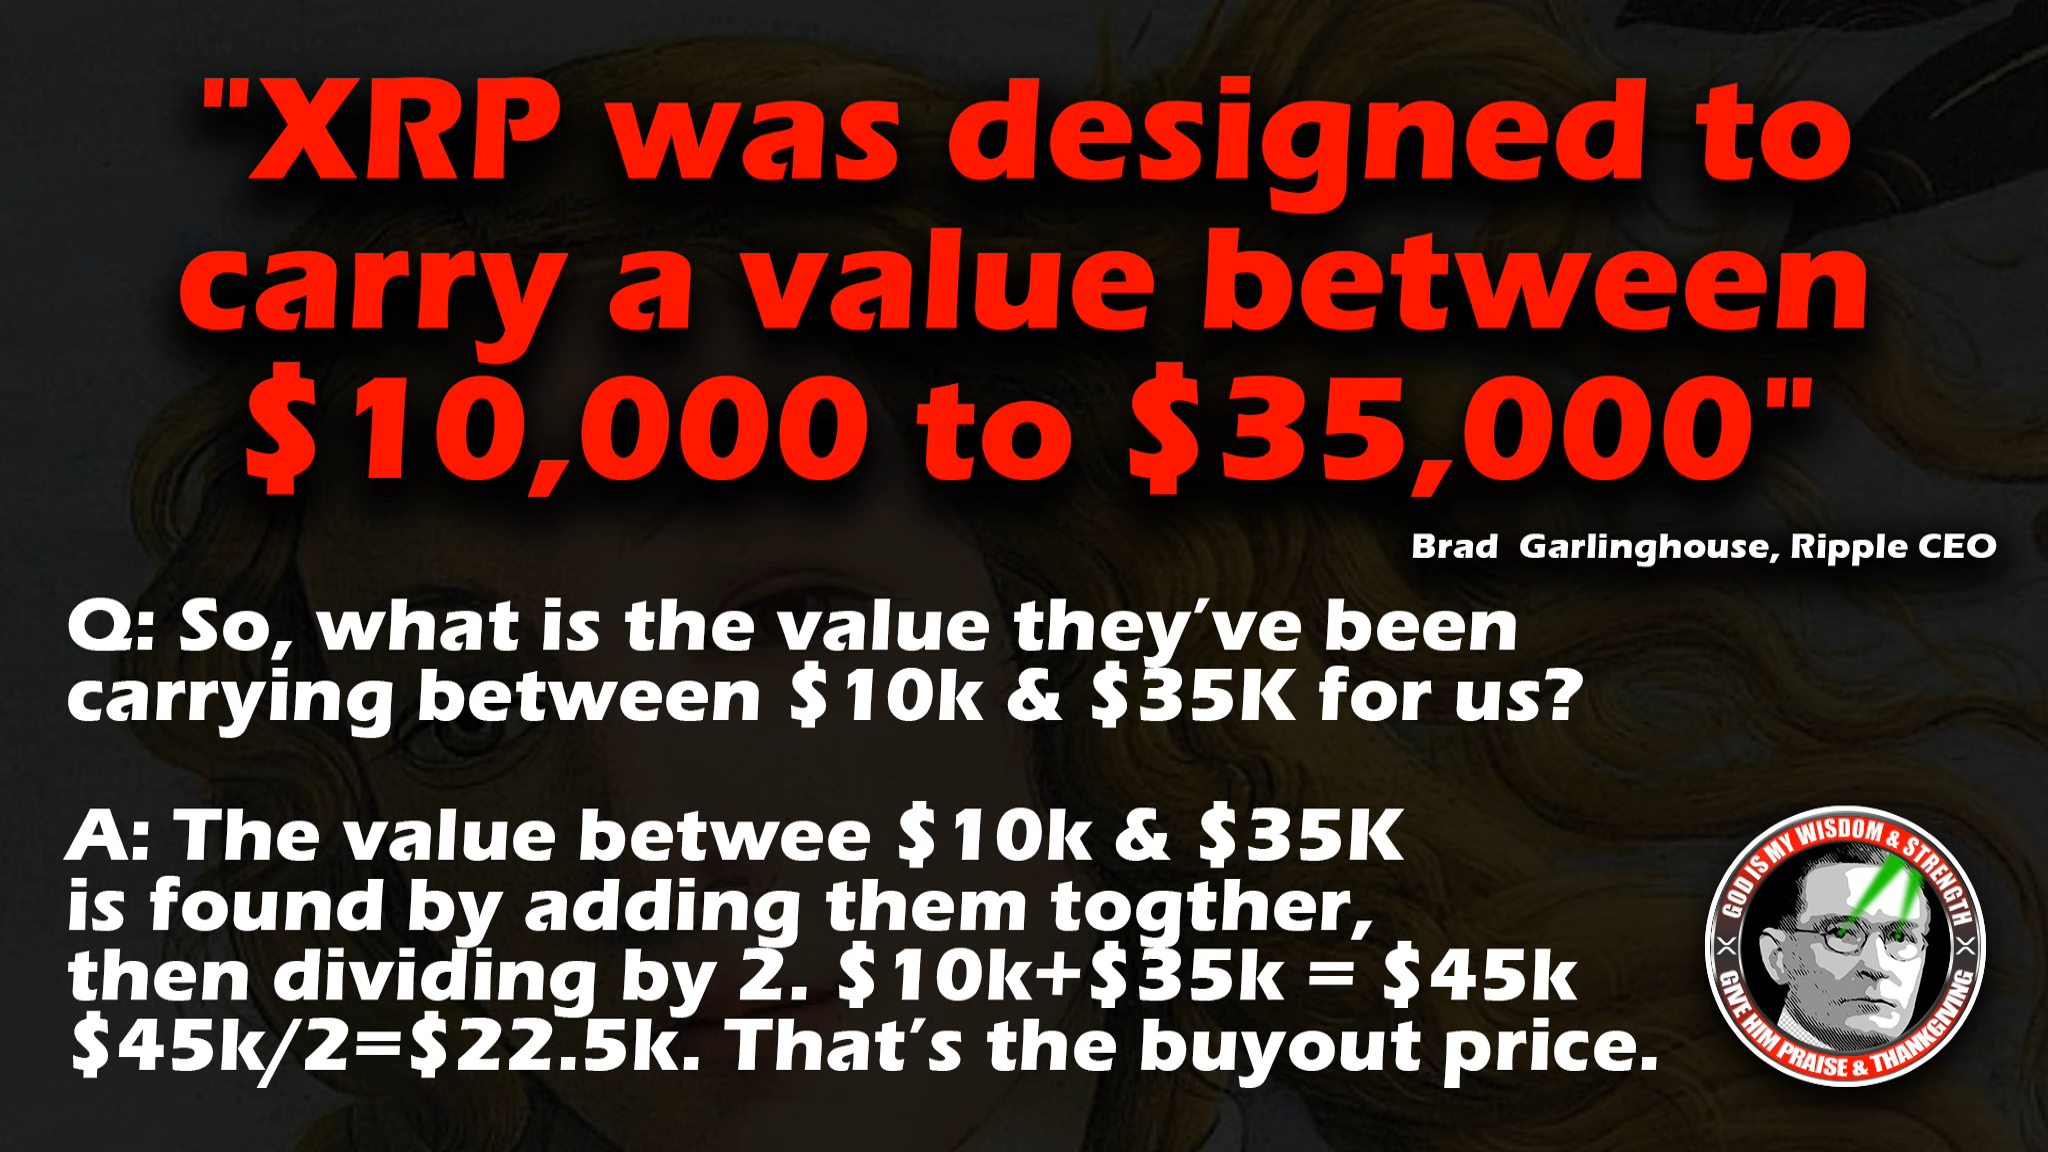 "XRP was designed to
carry a value between
$10,000 to $35,000"
Brad Garlinghouse, Ripple CEO
Q: So, what is the value they’ve been
carrying between $10k & $35K for us?
A: The value betwee $10k & $35K
is found by adding them togther,
then dividing by 2. $10k+$35k = $45k
$45k/2=$22.5k. That’s the buyout price.
GOD IS MY WISDOM & STRENGTH
X X
GIVE HIM PRAISE & THANKGIVING